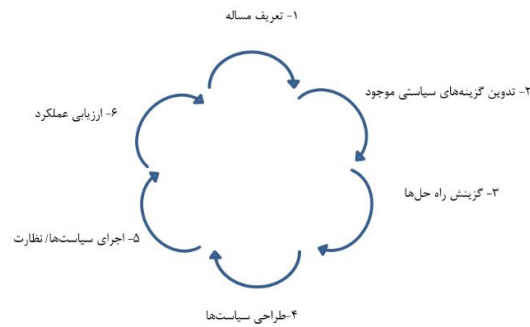 ۱- تعریف مساله
۲- تدوین گزینه‌های سیاستی موجود
۳- گزینش راه حل‌ها
۴-طراحی سیاست‌ها
۵- اجرای سیاست‌ها/ نظارت
۶- ارزیابی عملکرد